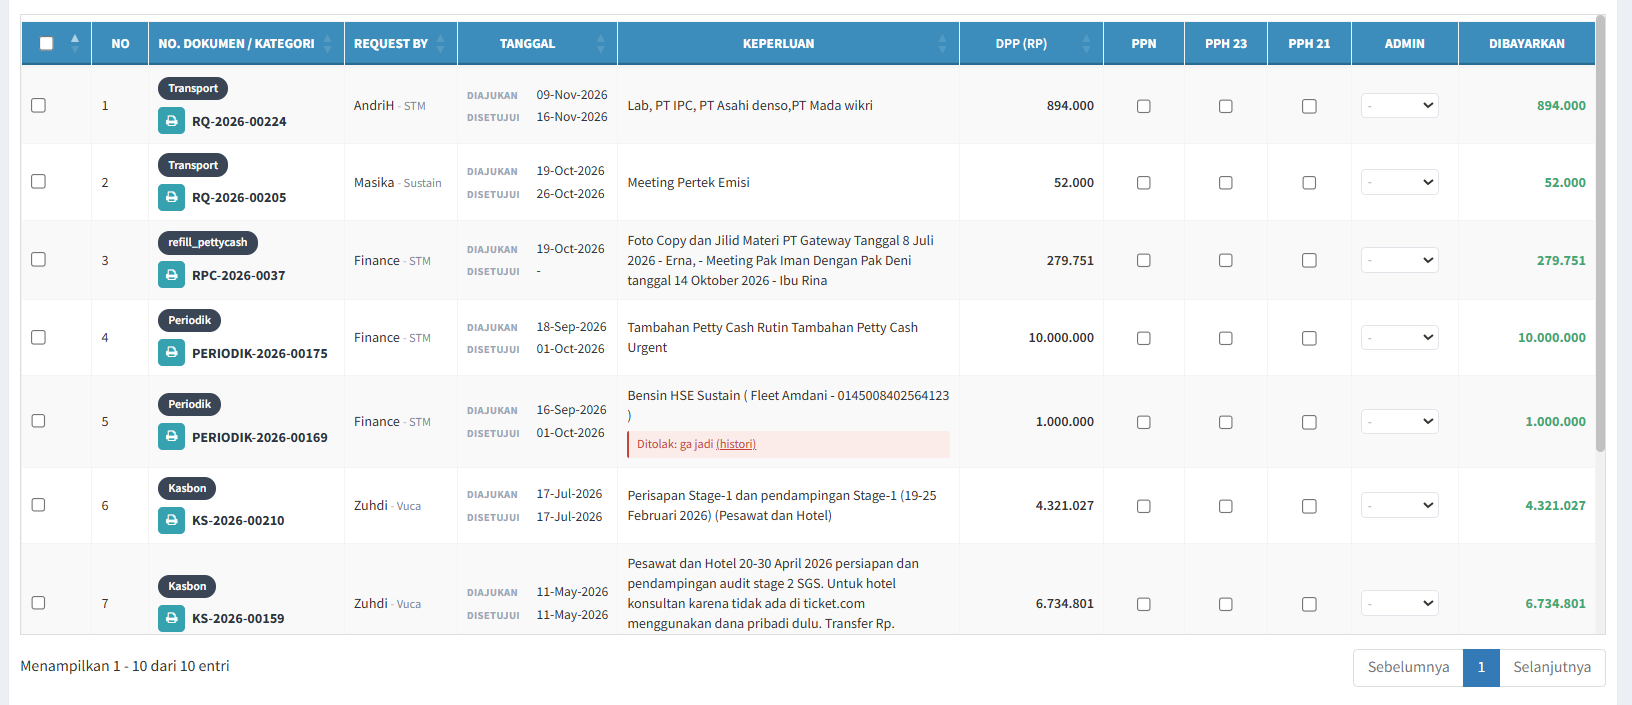 NO NO. DOKUMEN / KATEGORI REQUEST BY TANGGAL KEPERLUAN DPP (RP) PPN PPH 23 PPH 21 ADMIN DIBAYARKAN
Transport
1 RQ-2026-00224 AndriH - STM
DIAJUKAN 09-Nov-2026
DISETUJUI 16-Nov-2026
Lab, PT IPC, PT Asahi denso,PT Mada wikri
894.000 - 894.000
Transport
2 RQ-2026-00205 Masika - Sustain
DIAJUKAN 19-Oct-2026
DISETUJUI 26-Oct-2026
Meeting Pertek Emisi
52.000 - 52.000
refill_pettycash
3 RPC-2026-0037 Finance - STM
DIAJUKAN 19-Oct-2026
DISETUJUI -
Foto Copy dan Jilid Materi PT Gateway Tanggal 8 Juli
2026 - Erna, - Meeting Pak Iman Dengan Pak Deni
tanggal 14 Oktober 2026 - Ibu Rina
279.751 - 279.751
Periodik
4 PERIODIK-2026-00175 Finance - STM
DIAJUKAN 18-Sep-2026
DISETUJUI 01-Oct-2026
Tambahan Petty Cash Rutin Tambahan Petty Cash
Urgent
10.000.000 - 10.000.000
Periodik
5 PERIODIK-2026-00169 Finance - STM
DIAJUKAN 16-Sep-2026
DISETUJUI 01-Oct-2026
Bensin HSE Sustain ( Fleet Amdani - 0145008402564123
)
Ditolak: ga jadi (histori)
1.000.000 - 1.000.000
Kasbon
6 KS-2026-00210 Zuhdi - Vuca
DIAJUKAN 17-Jul-2026
DISETUJUI 17-Jul-2026
Perisapan Stage-1 dan pendampingan Stage-1 (19-25
Februari 2026) (Pesawat dan Hotel)
4.321.027 - 4.321.027
Kasbon
7 KS-2026-00159 Zuhdi - Vuca
DIAJUKAN 11-May-2026
DISETUJUI 11-May-2026
Pesawat dan Hotel 20-30 April 2026 persiapan dan
pendampingan audit stage 2 SGS. Untuk hotel
konsultan karena tidak ada di ticket.com
menggunakan dana pribadi dulu. Transfer Rp.
6.734.801 - 6.734.801
Menampilkan 1 - 10 dari 10 entri
Sebelumnya 1 Selanjutnya